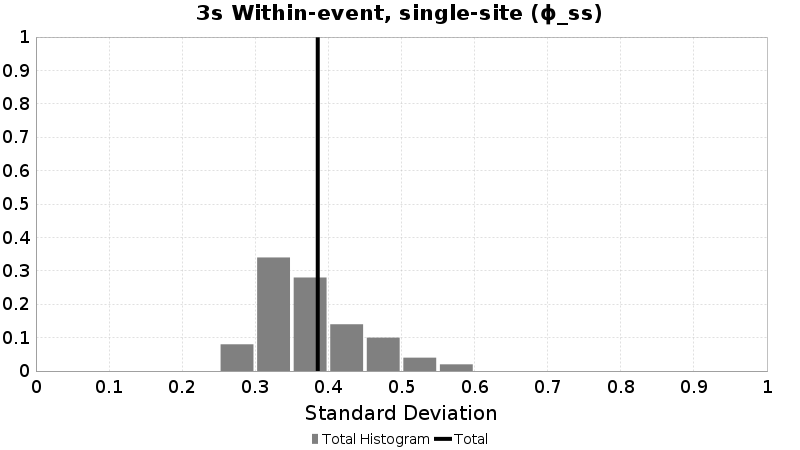 3s Within-event, single-site (ϕ_ss)
1
0.9
0.8
0.7
0.6
0.5
0.4
0.3
0.2
0.1
0
0 0.1 0.2 0.3 0.4 0.5 0.6 0.7 0.8 0.9 1
Standard Deviation
Total Histogram Total